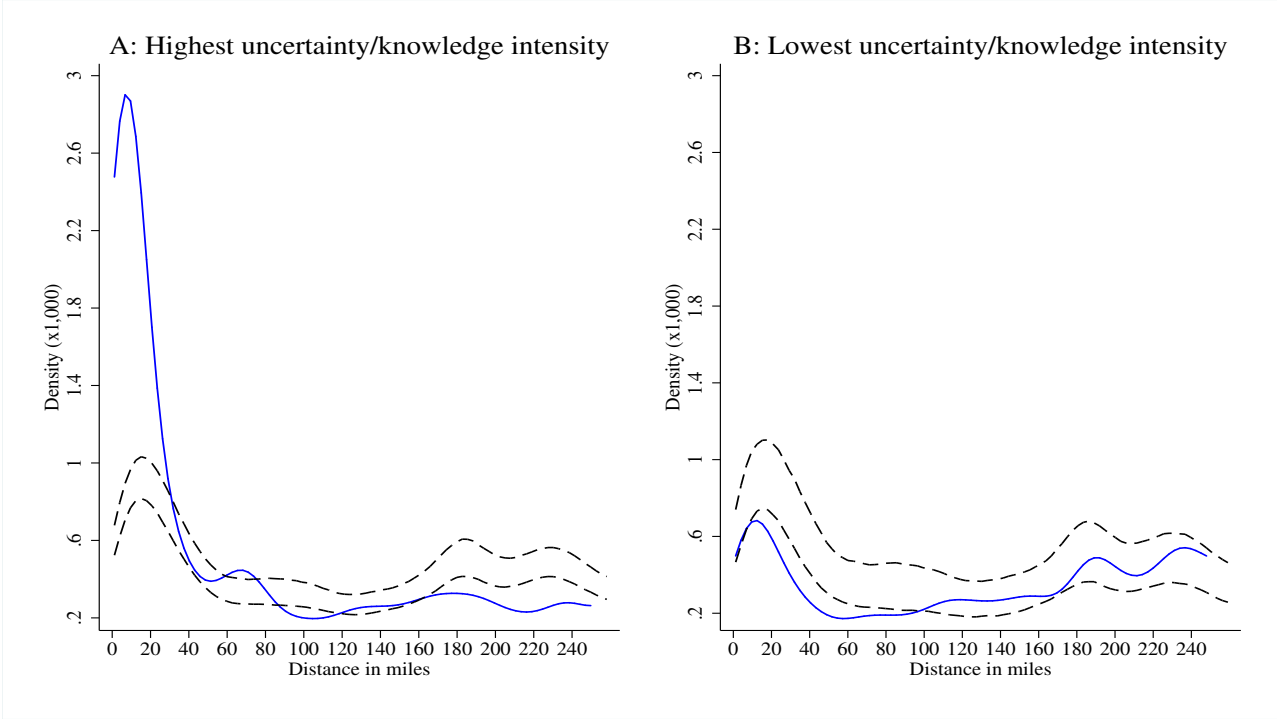 A: Highest uncertainty/knowledge intensity
3
2.6
2.2
1.8
1.4
1
.6
.2
Density (x1,000)
0 20 40 60 80 100 120 140 160 180 200 220 240
Distance in miles
B: Lowest uncertainty/knowledge intensity
3
2.6
2.2
1.8
1.4
1
.6
.2
Density (x1,000)
0 20 40 60 80 100 120 140 160 180 200 220 240
Distance in miles